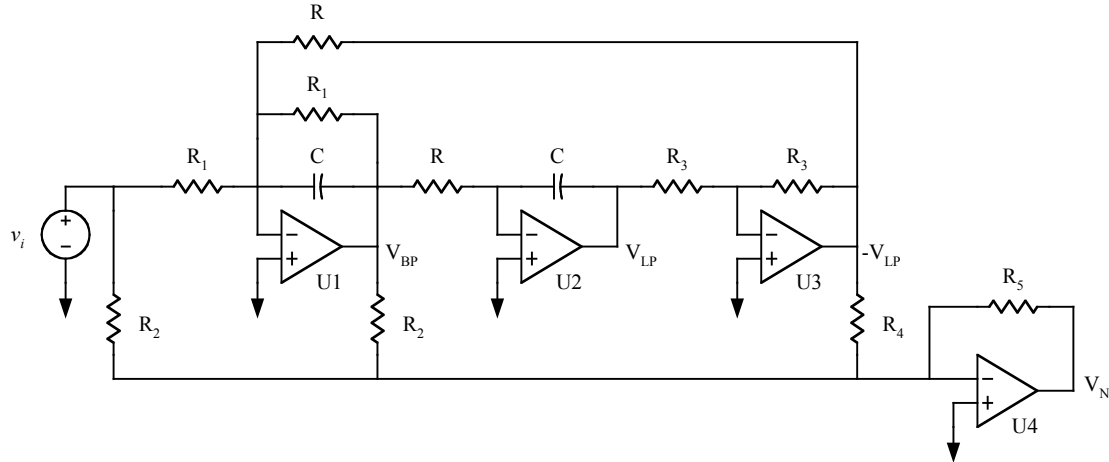 R
R1
R1 C R C R3 R3
+
−
vi
− − −
+ + +
VBP VLP -VLP
U1 U2 U3
R5
R2 R2 R4
−
+
VN
U4